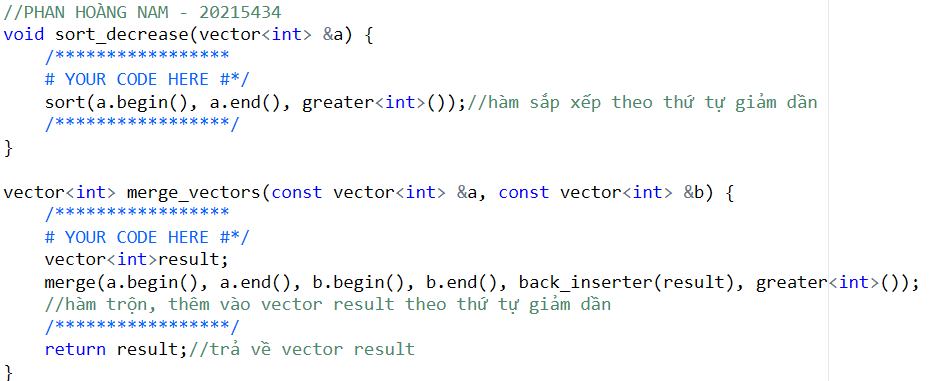 //PHAN HOÀNG NAM - 20215434
void sort_decrease(vector<int> &a) {
    /*****************
    # YOUR CODE HERE #*/
    sort(a.begin(), a.end(), greater<int>());//hàm sắp xếp theo thứ tự giảm dần
    /*****************/
}

vector<int> merge_vectors(const vector<int> &a, const vector<int> &b) {
    /*****************
    # YOUR CODE HERE #*/
    vector<int>result;
    merge(a.begin(), a.end(), b.begin(), b.end(), back_inserter(result), greater<int>());
    //hàm trộn, thêm vào vector result theo thứ tự giảm dần
    /*****************/
    return result;//trả về vector result
}